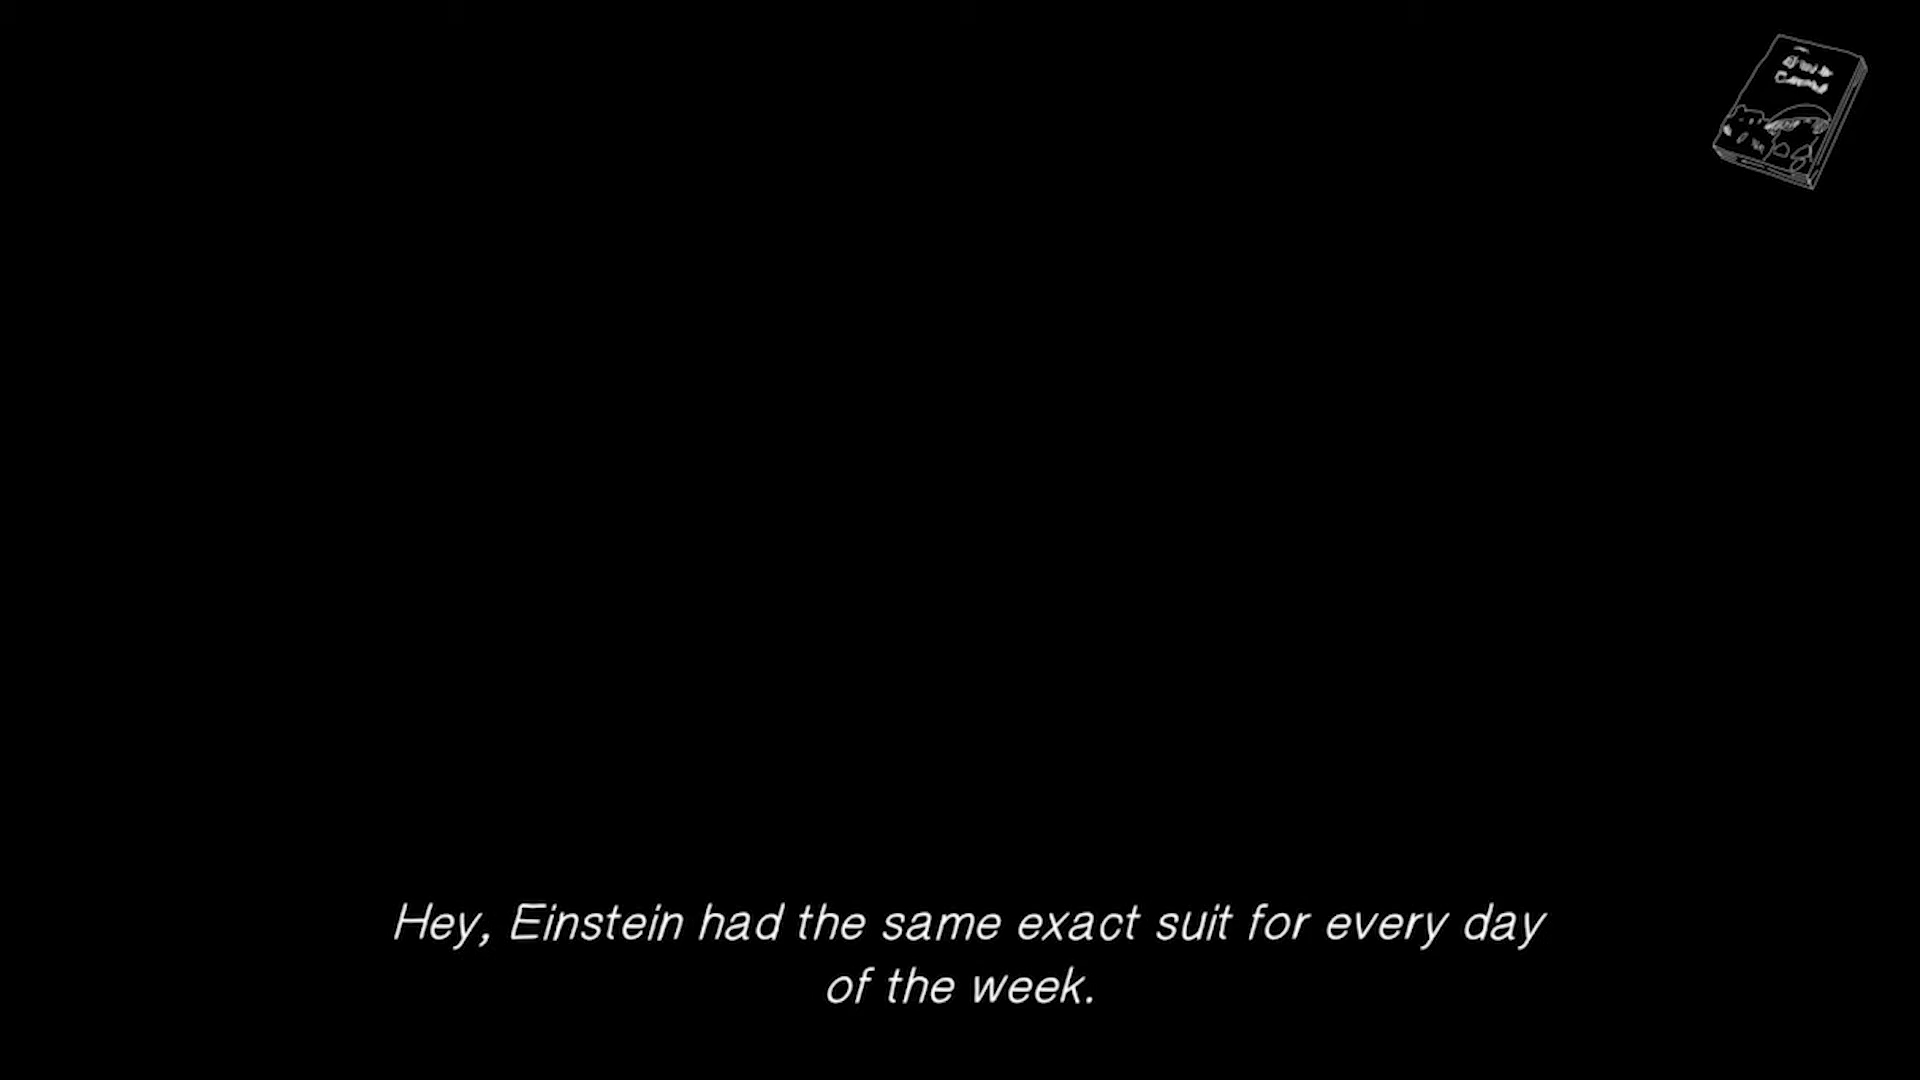 Hey, Einstein had the same exact suit for every day
of the week.